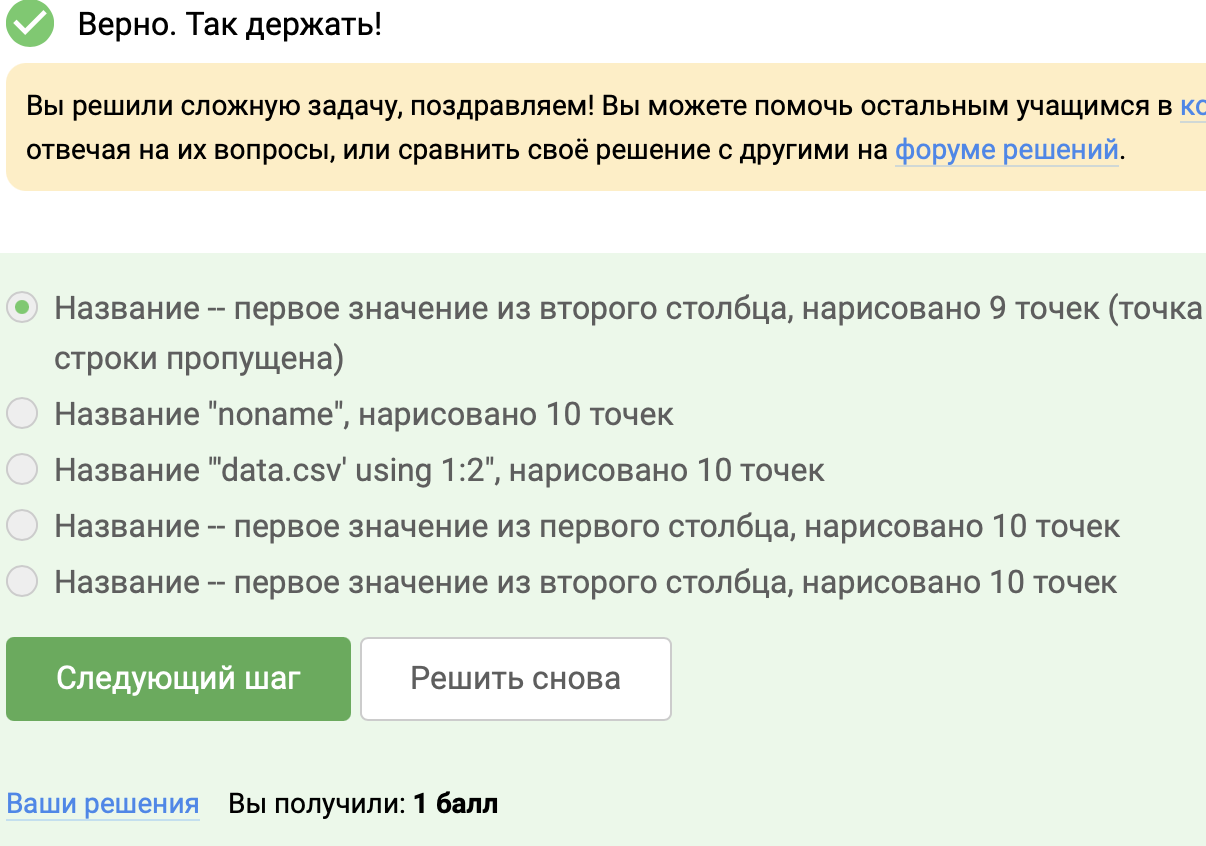 Верно. Так держать!
Вы решили сложную задачу, поздравляем! Вы можете помочь остальным учащимся в
отвечая на их вопросы, или сравнить своё решение с другими на форуме решений.
Название -- первое значение из второго столбца, нарисовано 9 точек (точка
строки пропущена)
Название "noname", нарисовано 10 точек
Название "'data.csv' using 1:2", нарисовано 10 точек
Название -- первое значение из первого столбца, нарисовано 10 точек
Название -- первое значение из второго столбца, нарисовано 10 точек
Следующий шаг Решить снова
Ваши решения Вы получили: 1 балл